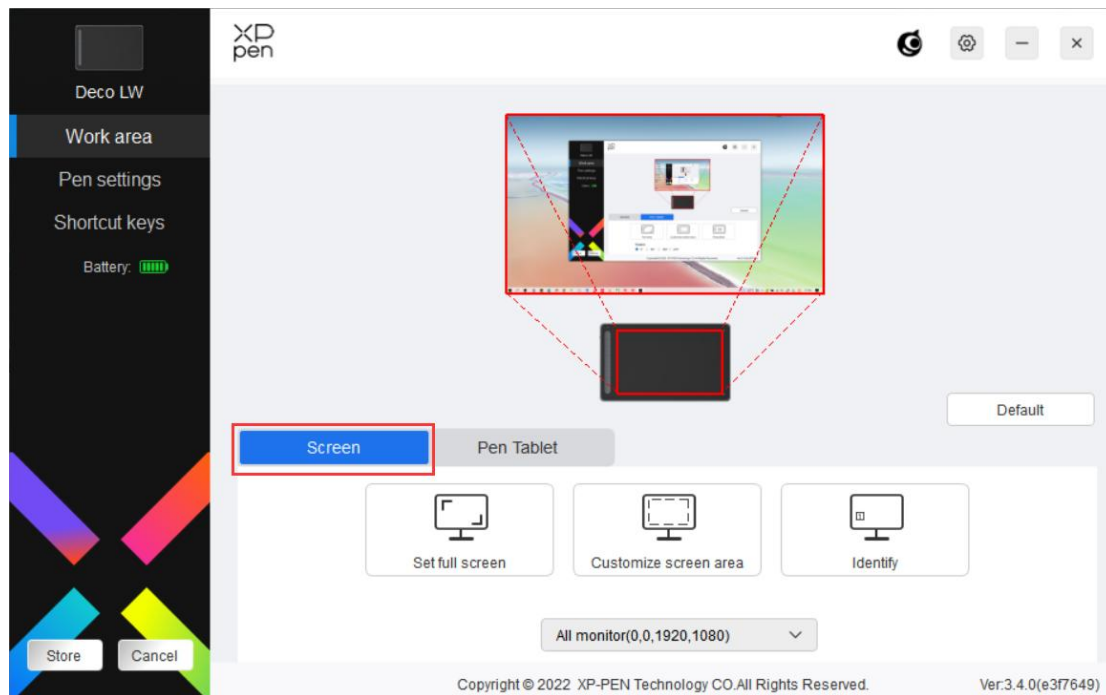 XP
pen
Deco LW
Work area
Pen settings
Shortcut keys
Battery:
Default
Screen
Pen Tablet
Set full screen
Customize screen area
Identify
All monitor(0,0,1920,1080)
Store
Cancel
Copyright © 2022 XP-PEN Technology CO.All Rights Reserved.
Ver:3.4.0(e3f7649)